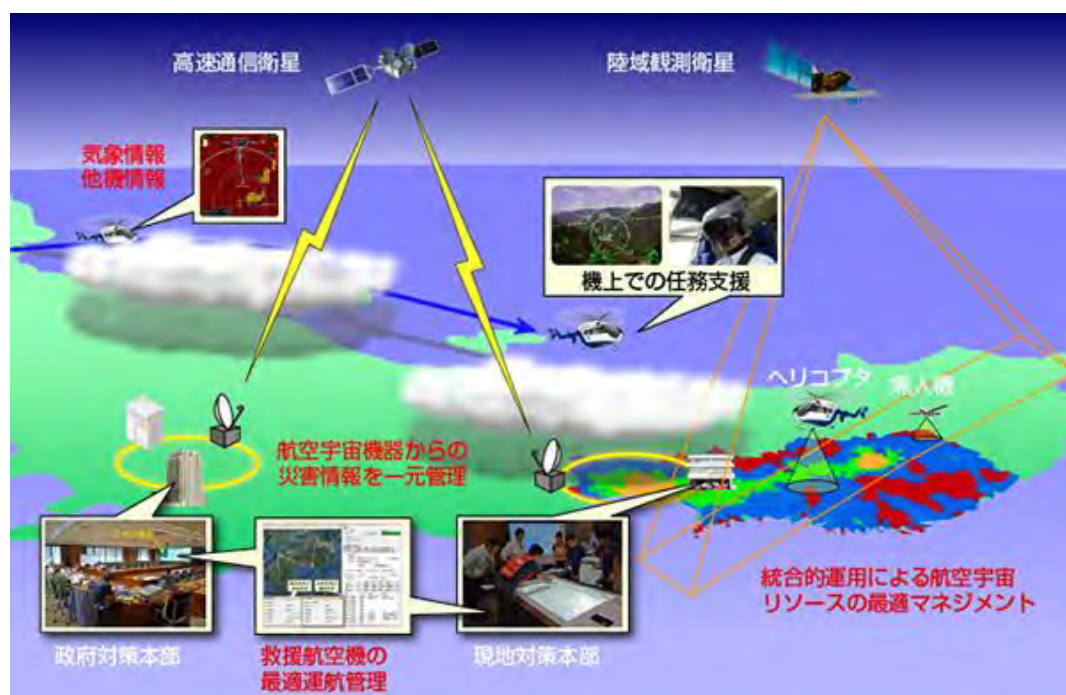 高速通信衛星
陸域観測衛星
気象情報
他機情報
機上での任務支援
ヘリコプタ
無人機
航空宇宙機器からの
災害情報を一元管理
統合的運用による航空宇宙
リソースの最適マネジメント
政府対策本部
救援航空機の
最適運航管理
現地対策本部